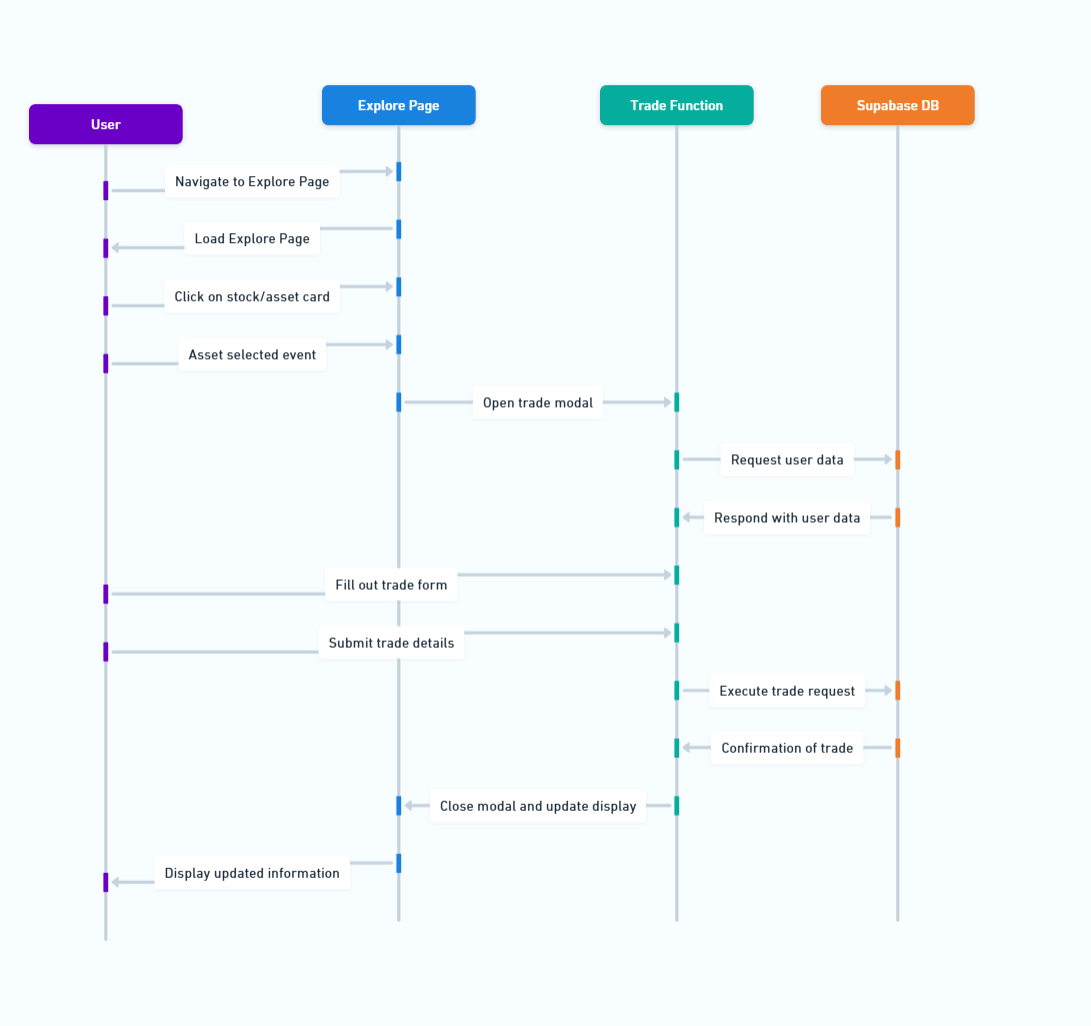 User
Explore Page
Trade Function
Supabase DB
Navigate to Explore Page
Load Explore Page
Click on stock/asset card
Asset selected event
Open trade modal
Request user data
Respond with user data
Fill out trade form
Submit trade details
Execute trade request
Confirmation of trade
Close modal and update display
Display updated information